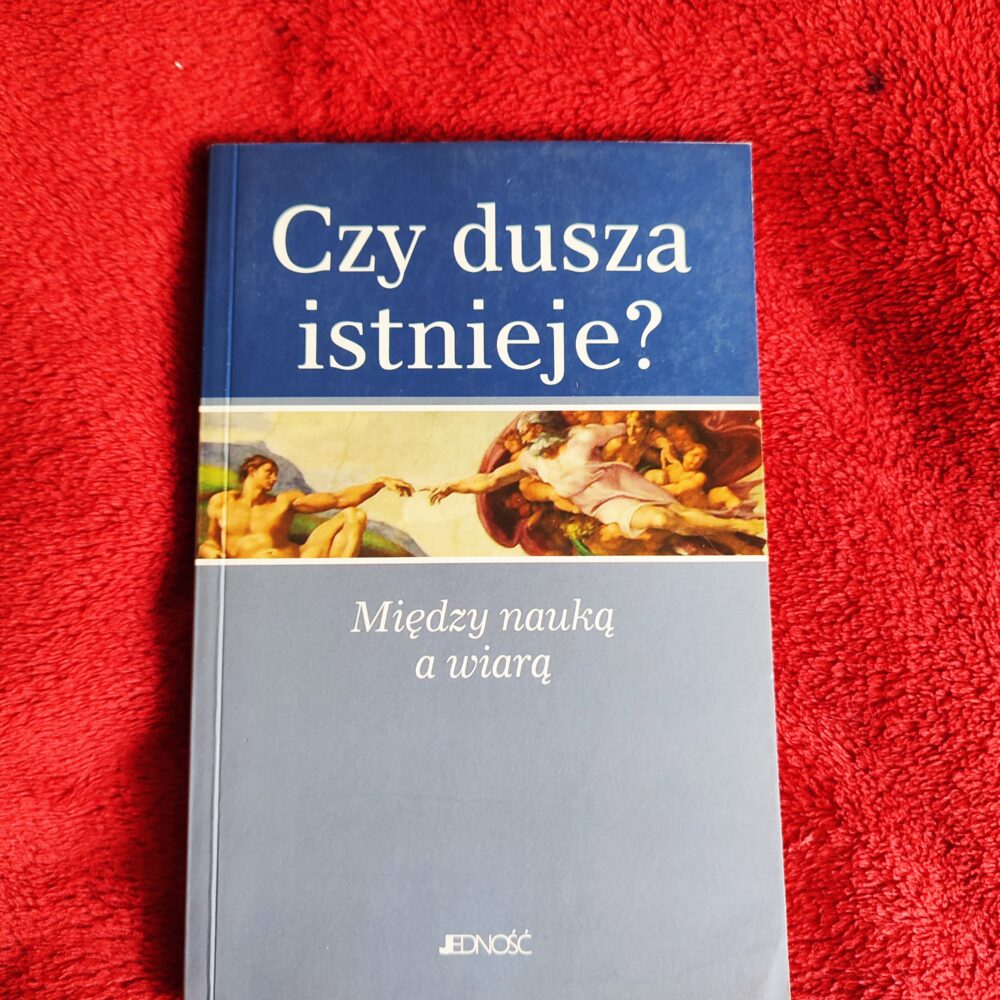 Czy dusza
istnieje?
Między nauką
a wiarą
JEDNOŚĆ